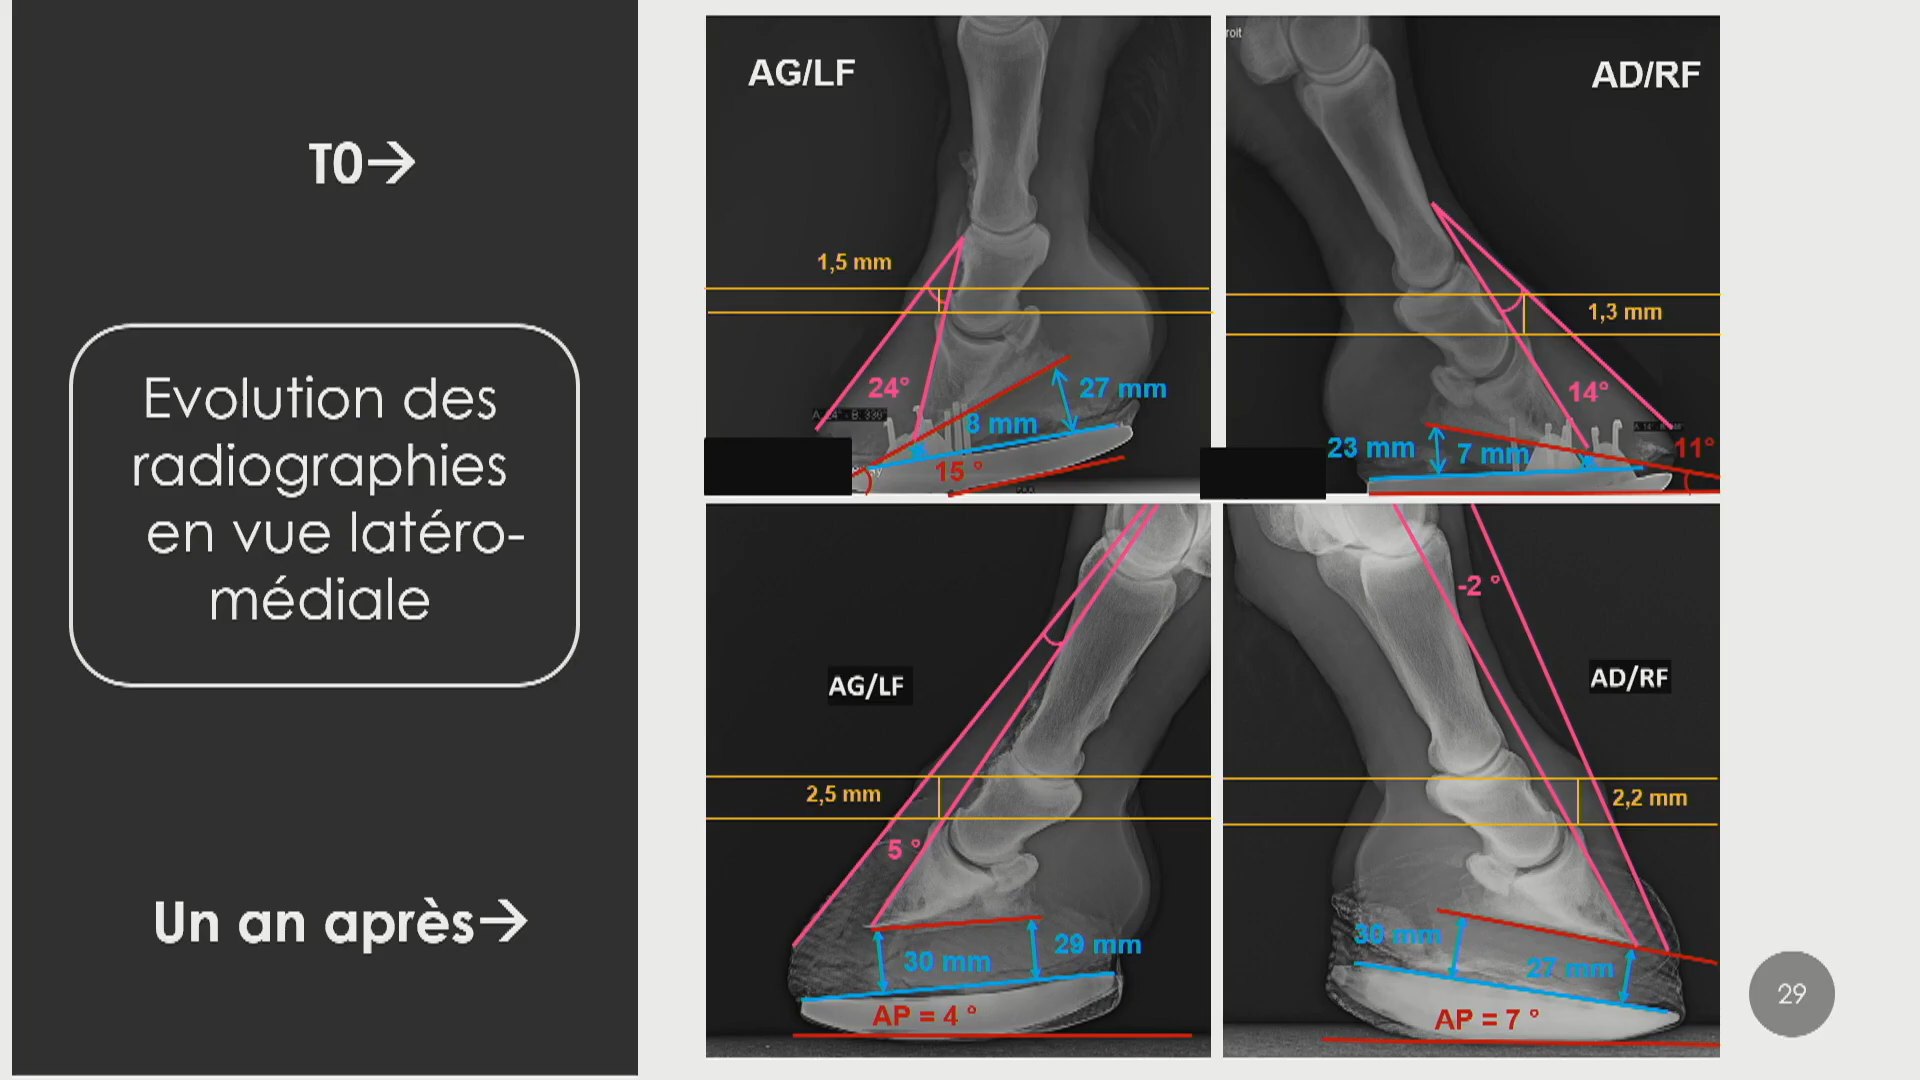 T0→
Evolution des
radiographies
en vue latéro-
médiale
Un an après→
AG/LF
1,5 mm
24°
27 mm
8 mm
15 °
roit
AD/RF
1,3 mm
14°
23 mm
7 mm
11°
AG/LF
2,5 mm
5 °
29 mm
30 mm
AP = 4 °
-2 °
AD/RF
2,2 mm
30 mm
27 mm
AP = 7 °
29